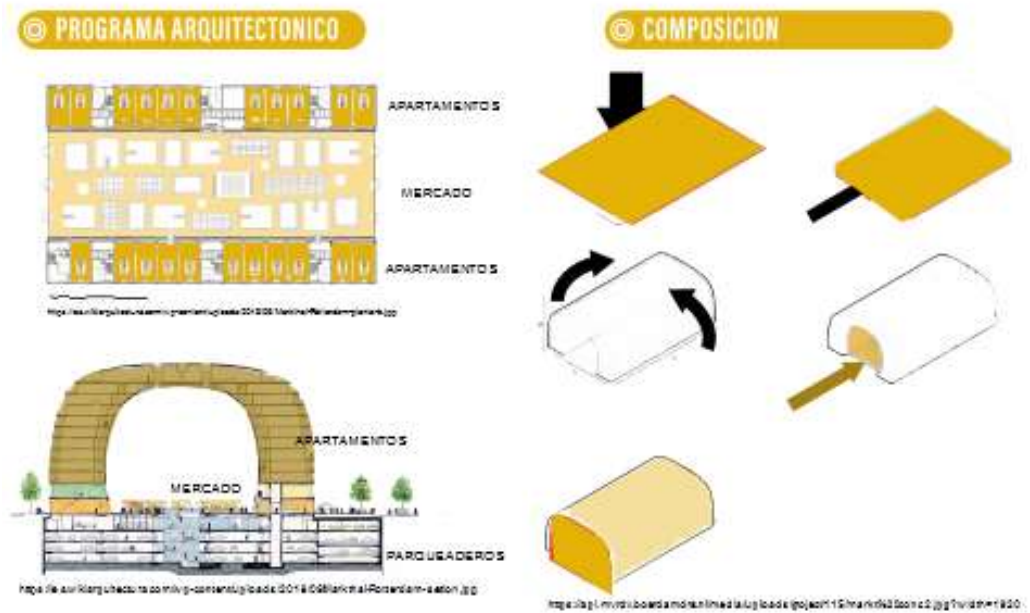 PROGRAMA ARQUITECTONICO
APARTAMENTOS
MERCADO
APARTAMENTOS
APARTAMENTOS
MERCADO
PARQUEADEROS
COMPOSICION